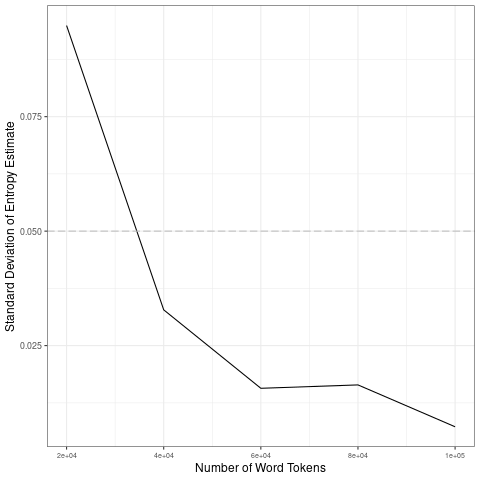 Standard Deviation of Entropy Estimate
0.075
0.050
0.025
2e+04 4e+04 6e+04 8e+04 1e+05
Number of Word Tokens